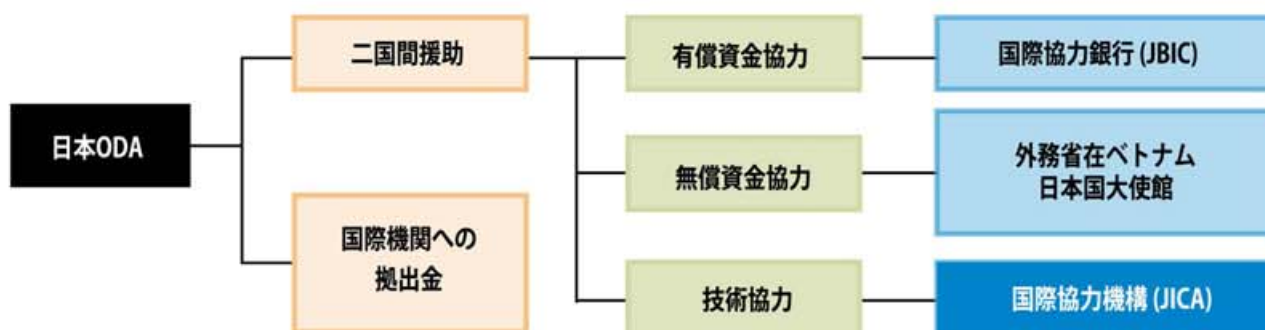 日本ODA
二国間援助
国際機関への
拠出金
有償資金協力
無償資金協力
技術協力
国際協力銀行 (JBIC)
外務省在ベトナム
日本国大使館
国際協力機構 (JICA)